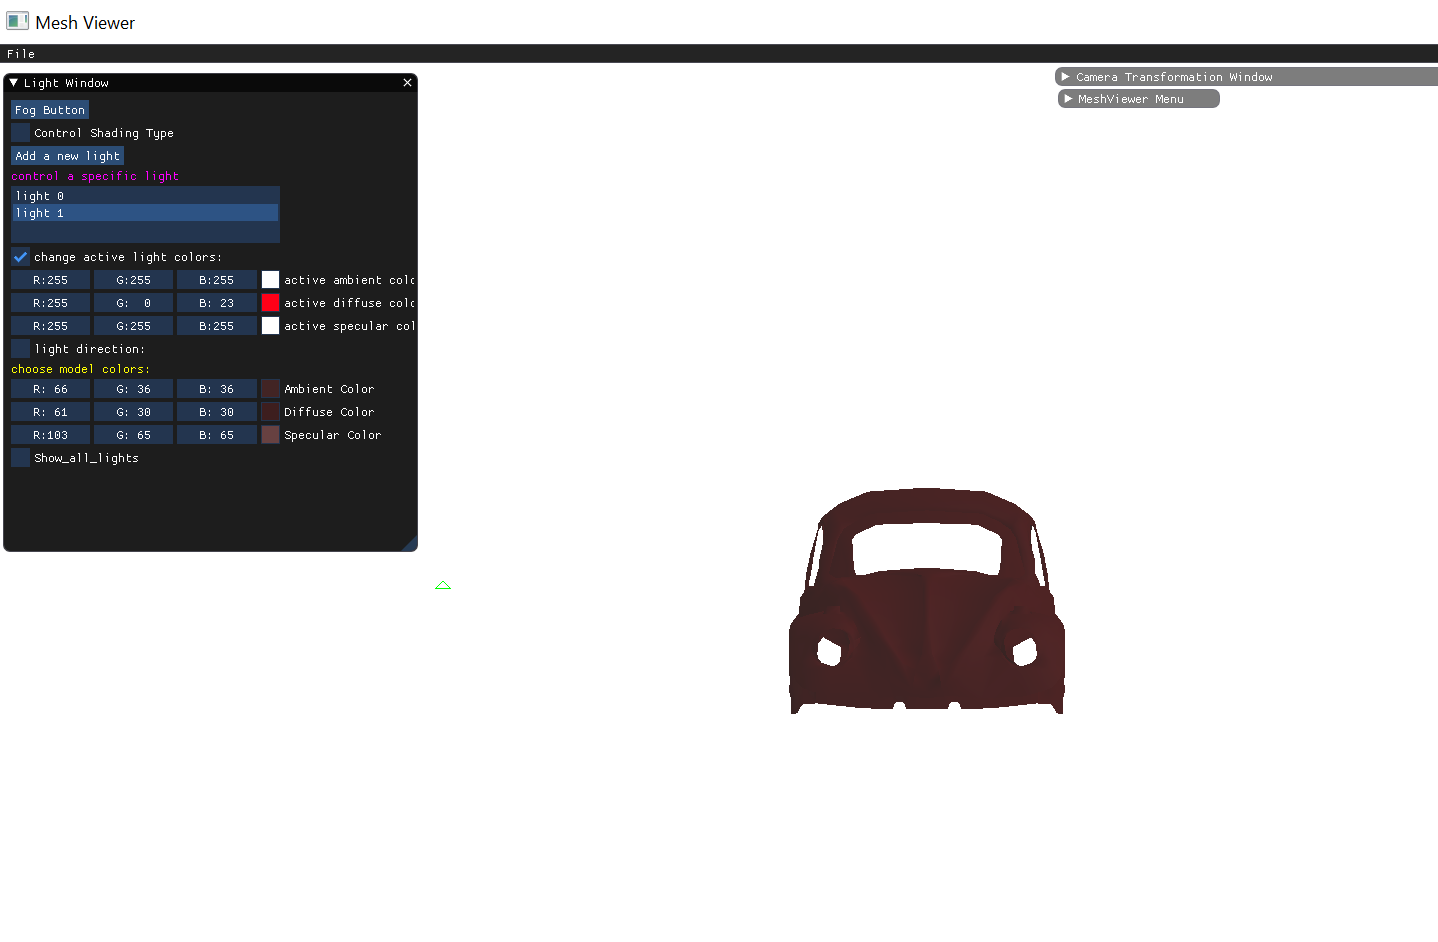 Mesh Viewer
File
Light Window
Fog Button
Control Shading Type
Add a new light
control a specific light
light 0
light 1
change active light colors:
R:255 G:255 B:255 active ambient colo
R:255 G: 0 B: 23 active diffuse colo
R:255 G:255 B:255 active specular col
light direction:
choose model colors:
R: 66 G: 36 B: 36 Ambient Color
R: 61 G: 30 B: 30 Diffuse Color
R:103 G: 65 B: 65 Specular Color
Show_all_lights
Camera Transformation Window
MeshViewer Menu